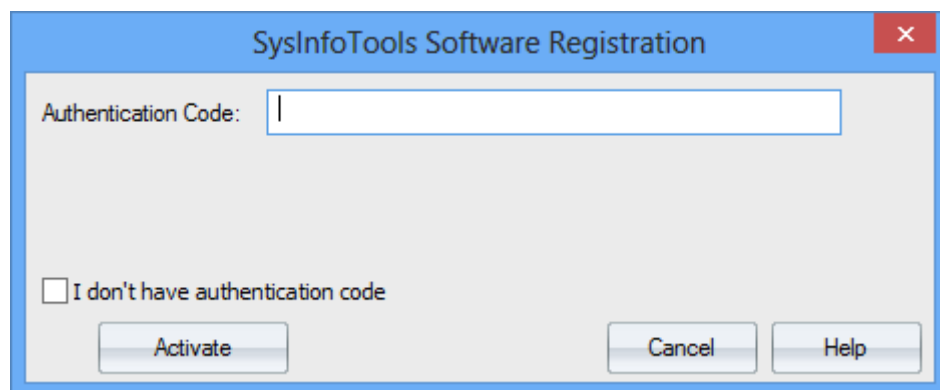 SysInfoTools Software Registration
Authentication Code:
I don't have authentication code
Activate Cancel Help